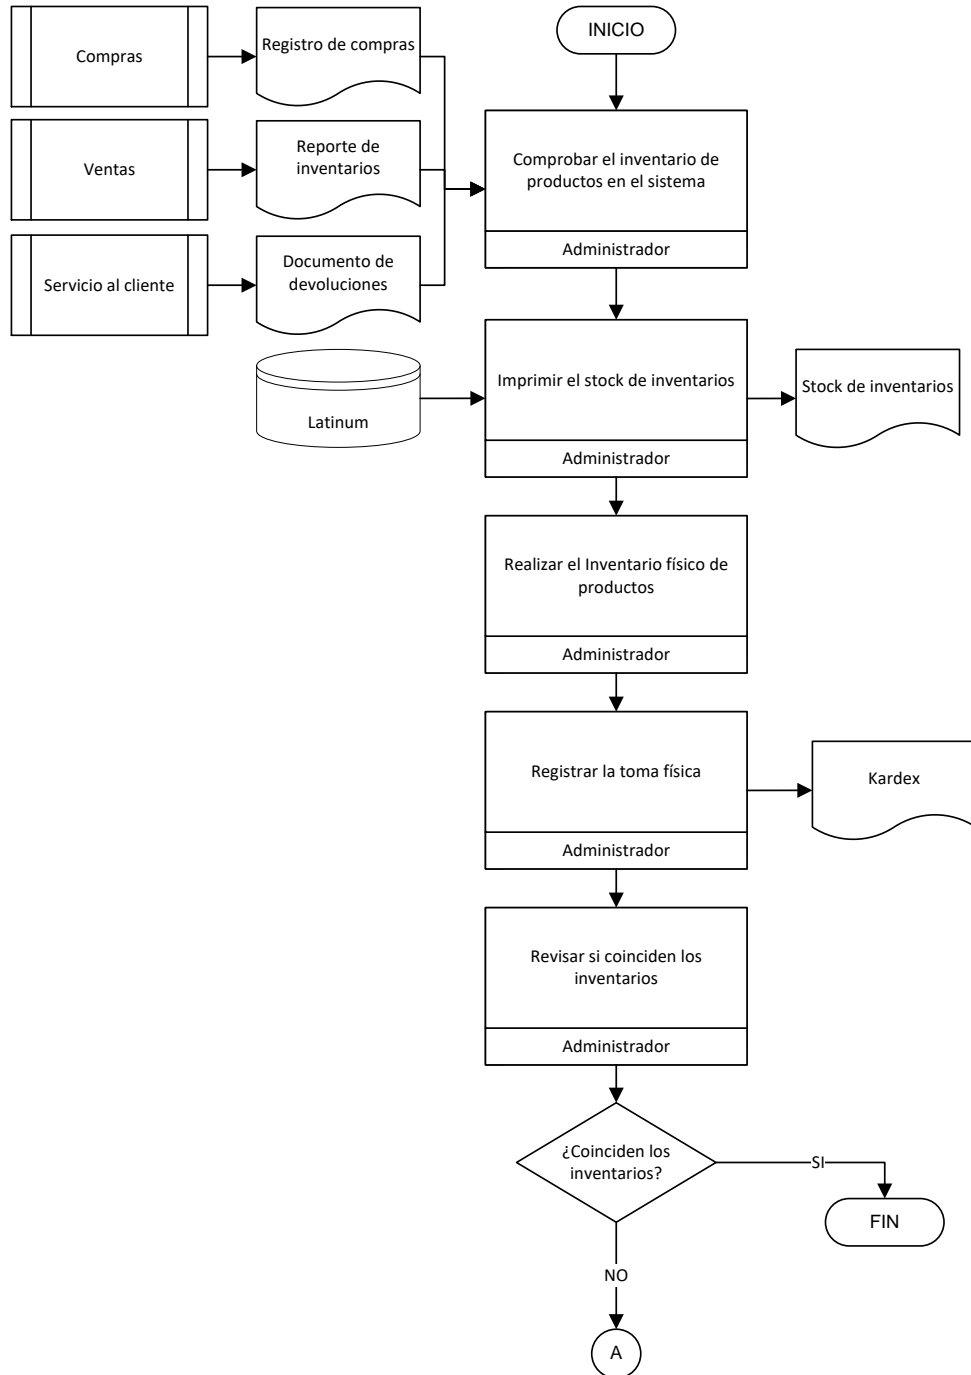 INICIO
Compras
Registro de compras
Ventas
Reporte de
inventarios
Comprobar el inventario de
productos en el sistema
Administrador
Servicio al cliente
Documento de
devoluciones
Latinum
Imprimir el stock de inventarios
Administrador
Stock de inventarios
Realizar el Inventario físico de
productos
Administrador
Registrar la toma física
Administrador
Kardex
Revisar si coinciden los
inventarios
Administrador
¿Coinciden los
inventarios?
SI
FIN
NO
A